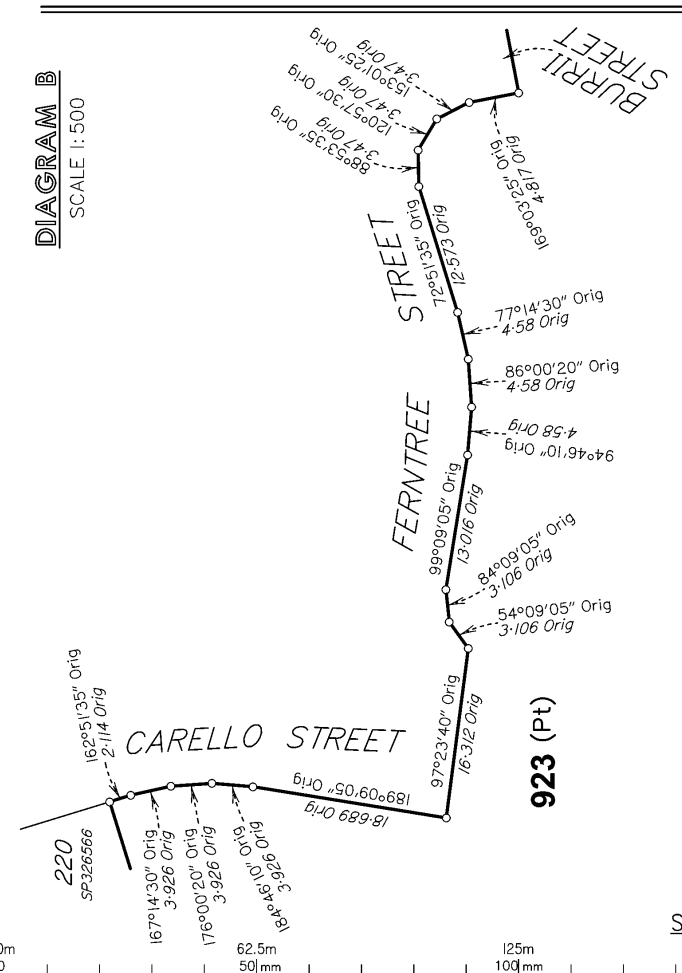 DIAGRAM B
SCALE 1:500
BURRII
STREET
153°01'25" Orig
3·47 Orig
120°57'30" Orig
3·47 Orig
88°53'35" Orig
3·47 Orig
169°03'25" Orig
4·817 Orig
72°51'35" Orig
12·573 Orig
77°14'30" Orig
4·58 Orig
86°00'20" Orig
4·58 Orig
94°46'10" Orig
4·58 Orig
FERNTREE STREET
99°09'05" Orig
13·016 Orig
84°09'05" Orig
3·106 Orig
54°09'05" Orig
3·106 Orig
97°23'40" Orig
16·312 Orig
923 (Pt)
CARELLO STREET
162°51'35" Orig
2·114 Orig
189°09'05" Orig
18·689 Orig
220
SP326566
167°14'30" Orig
3·926 Orig
176°00'20" Orig
3·926 Orig
184°46'10" Orig
3·926 Orig
S
0m 62.5m 125m
0 50 mm 100 mm